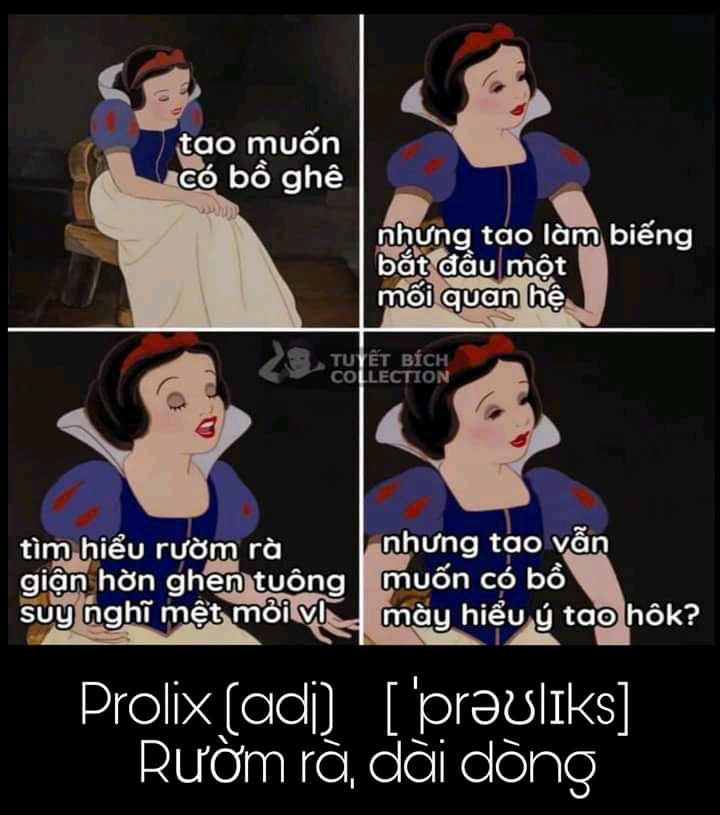 tao muốn
có bồ ghê
nhưng tao làm biếng
bắt đầu một
mối quan hệ
TUYẾT BÍCH
COLLECTION
tìm hiểu rườm rà
giận hờn ghen tuông
suy nghĩ mệt mỏi vl
nhưng tao vẫn
muốn có bồ
mày hiểu ý tao hôk?
Prolix (adj) [ ˈprəʊlɪks]
Rườm rà, dài dòng